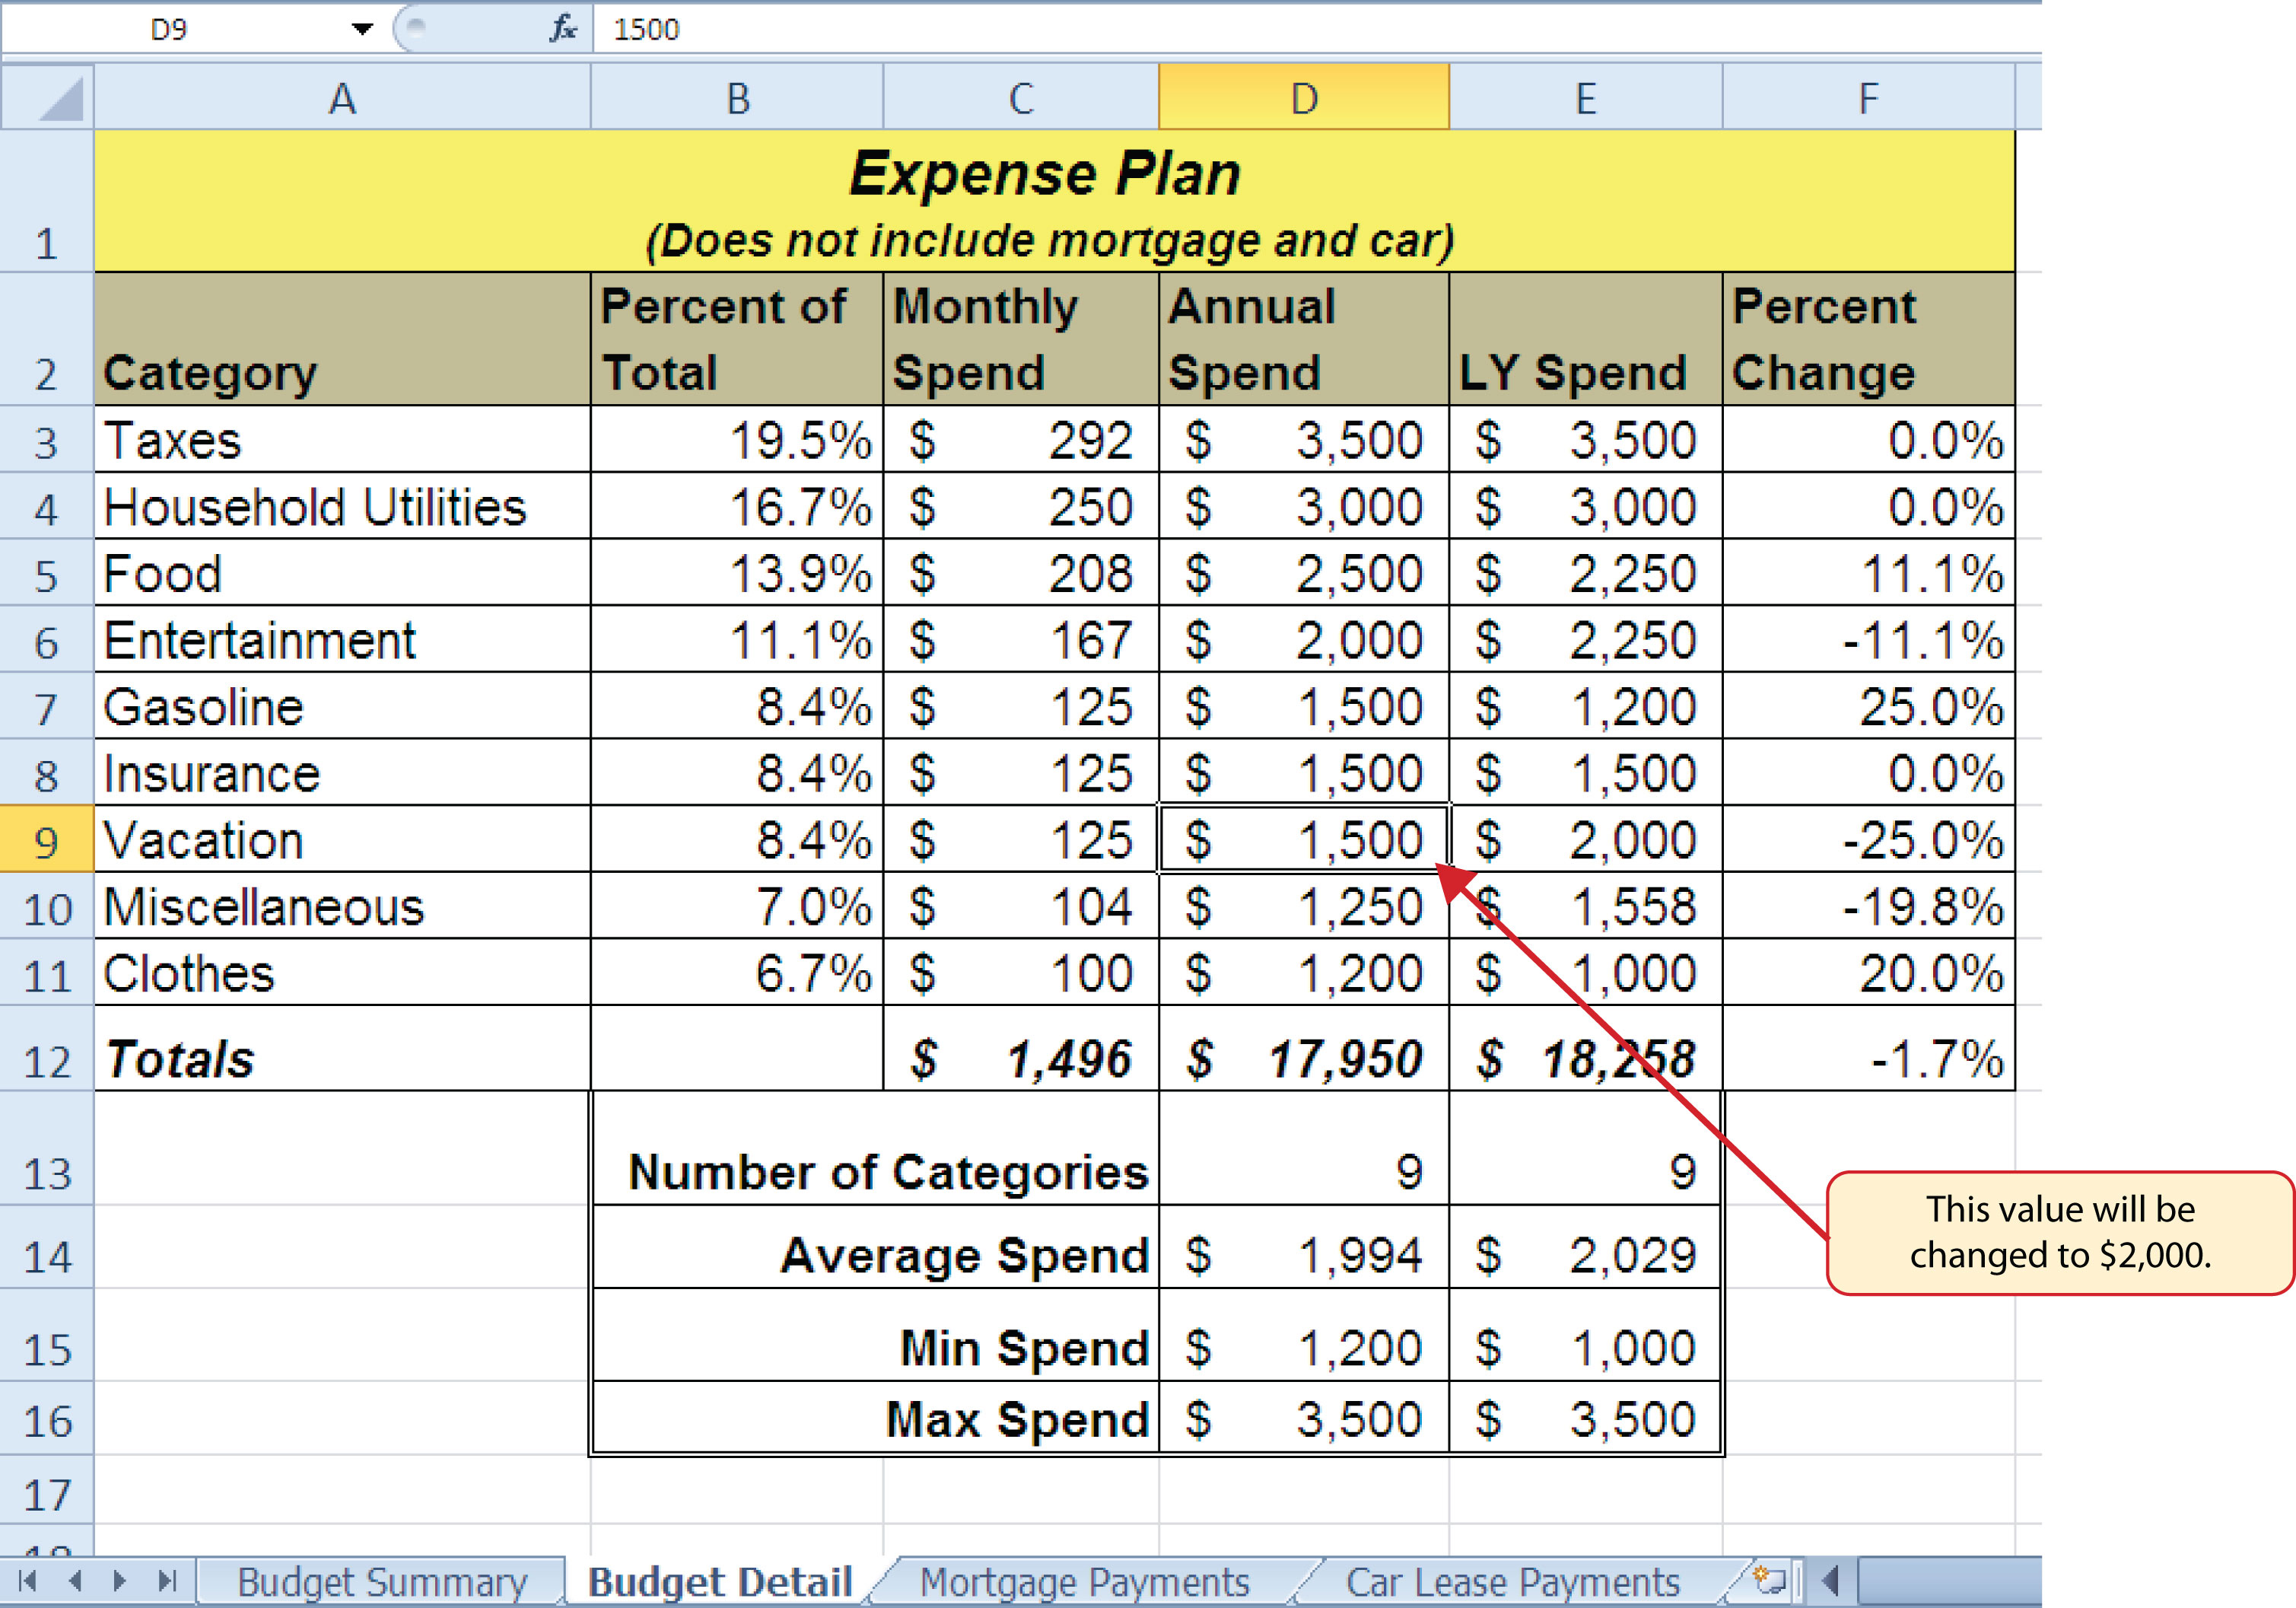 D9 fx 1500
A B C D E F
1 Expense Plan
(Does not include mortgage and car)
Percent of Monthly Annual Percent
2 Category Total Spend Spend LY Spend Change
3 Taxes 19.5% $ 292 $ 3,500 $ 3,500 0.0%
4 Household Utilities 16.7% $ 250 $ 3,000 $ 3,000 0.0%
5 Food 13.9% $ 208 $ 2,500 $ 2,250 11.1%
6 Entertainment 11.1% $ 167 $ 2,000 $ 2,250 -11.1%
7 Gasoline 8.4% $ 125 $ 1,500 $ 1,200 25.0%
8 Insurance 8.4% $ 125 $ 1,500 $ 1,500 0.0%
9 Vacation 8.4% $ 125 $ 1,500 $ 2,000 -25.0%
10 Miscellaneous 7.0% $ 104 $ 1,250 $ 1,558 -19.8%
11 Clothes 6.7% $ 100 $ 1,200 $ 1,000 20.0%
12 Totals $ 1,496 $ 17,950 $ 18,258 -1.7%
13 Number of Categories 9 9
14 Average Spend $ 1,994 $ 2,029
15 Min Spend $ 1,200 $ 1,000
16 Max Spend $ 3,500 $ 3,500
17
18
This value will be
changed to $2,000.
Budget Summary Budget Detail Mortgage Payments Car Lease Payments